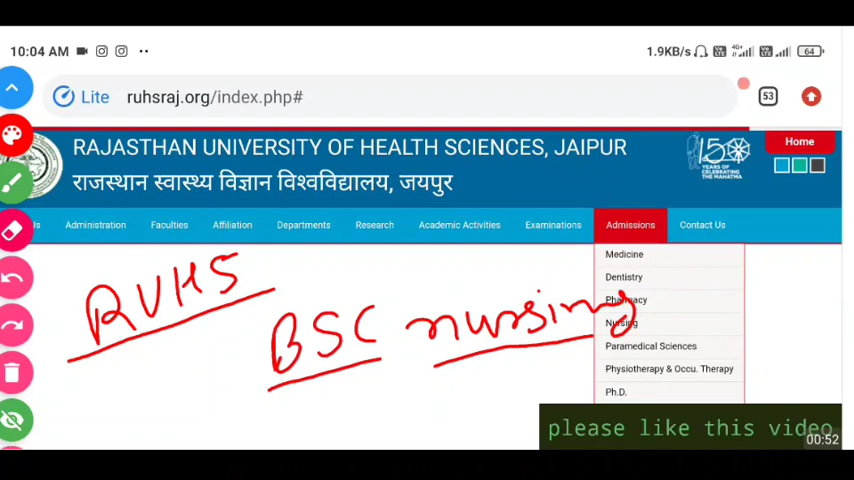 10:04 AM
1.9KB/s 4G+ 64
Lite ruhsraj.org/index.php# 53
RAJASTHAN UNIVERSITY OF HEALTH SCIENCES, JAIPUR
राजस्थान स्वास्थ्य विज्ञान विश्वविद्यालय, जयपुर
150 YEARS OF CELEBRATING THE MAHATMA
Home
Us Administration Faculties Affiliation Departments Research Academic Activities Examinations Admissions Contact Us
Medicine
Dentistry
Pharmacy
Nursing
Paramedical Sciences
Physiotherapy & Occu. Therapy
Ph.D.
RUHS
BSC nursing
please like this video
00:52